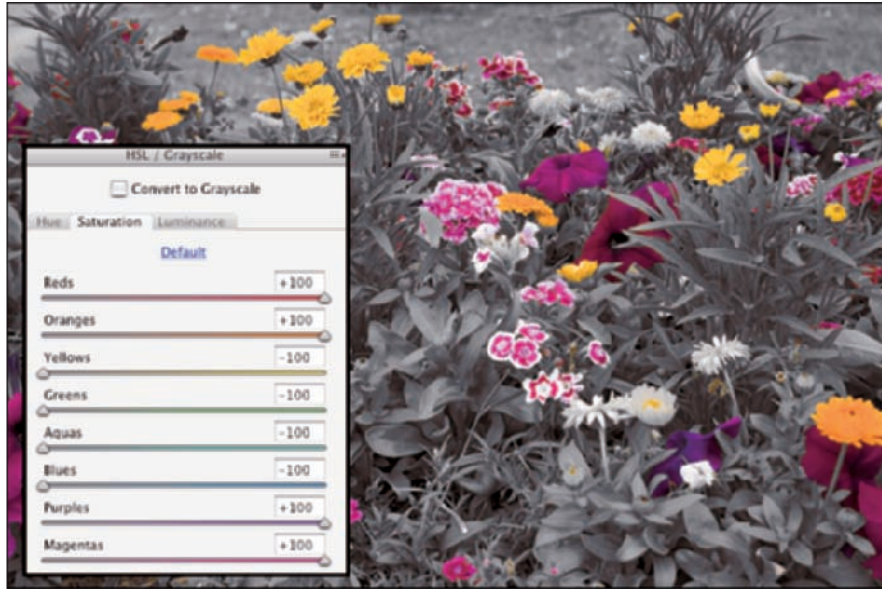 HSL / Grayscale
Convert to Grayscale
Hue Saturation Luminance
Default
Reds +100
Oranges +100
Yellows -100
Greens -100
Aquas -100
Blues -100
Purples +100
Magentas +100